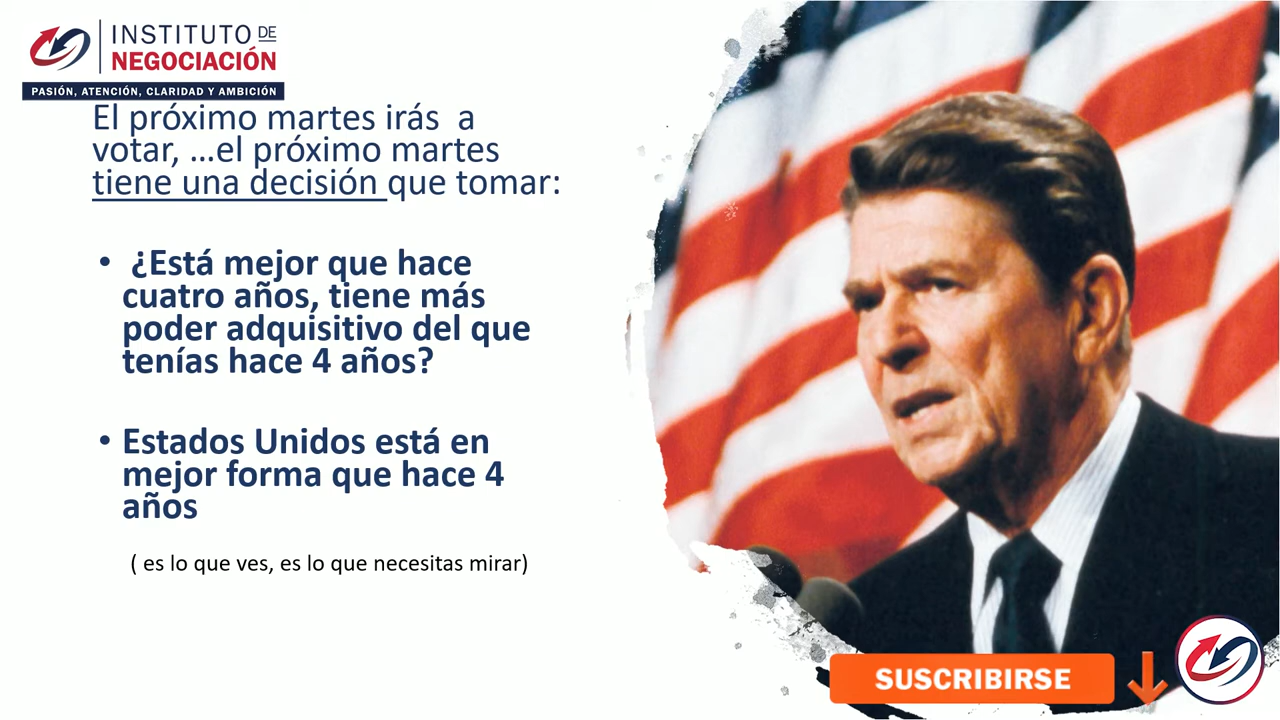 INSTITUTO DE
NEGOCIACIÓN
PASIÓN, ATENCIÓN, CLARIDAD Y AMBICIÓN
El próximo martes irás a
votar, ...el próximo martes
tiene una decisión que tomar:
• ¿Está mejor que hace
cuatro años, tiene más
poder adquisitivo del que
tenías hace 4 años?
• Estados Unidos está en
mejor forma que hace 4
años
( es lo que ves, es lo que necesitas mirar)
SUSCRIBIRSE